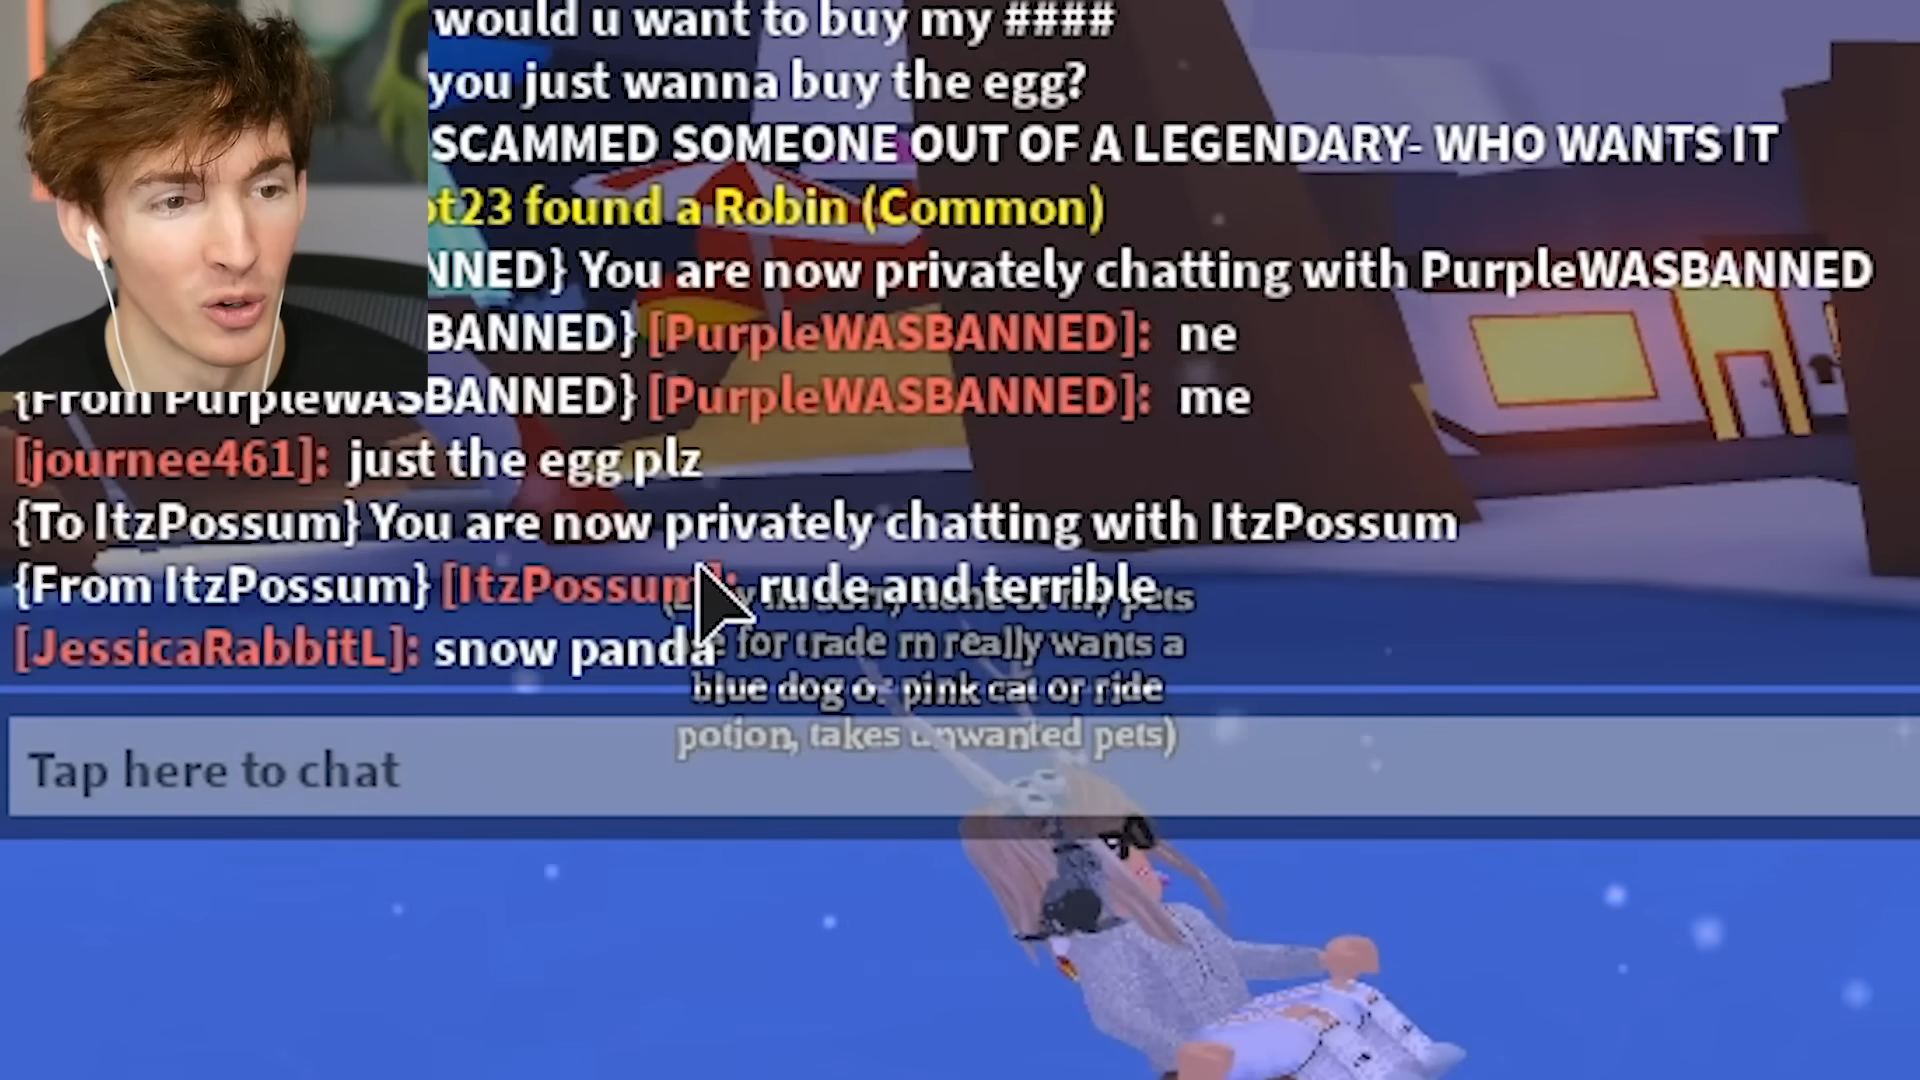 would u want to buy my ####
you just wanna buy the egg?
SCAMMED SOMEONE OUT OF A LEGENDARY- WHO WANTS IT
ot23 found a Robin (Common)
NNED} You are now privately chatting with PurpleWASBANNED
BANNED} [PurpleWASBANNED]: ne
{From PurpleWASBANNED} [PurpleWASBANNED]: me
[journee461]: just the egg plz
{To ItzPossum} You are now privately chatting with ItzPossum
{From ItzPossum} [ItzPossum]: rude and terrible
[JessicaRabbitL]: snow panda
pets
for trade rn really wants a
blue dog or pink cat or ride
potion, takes unwanted pets)
Tap here to chat